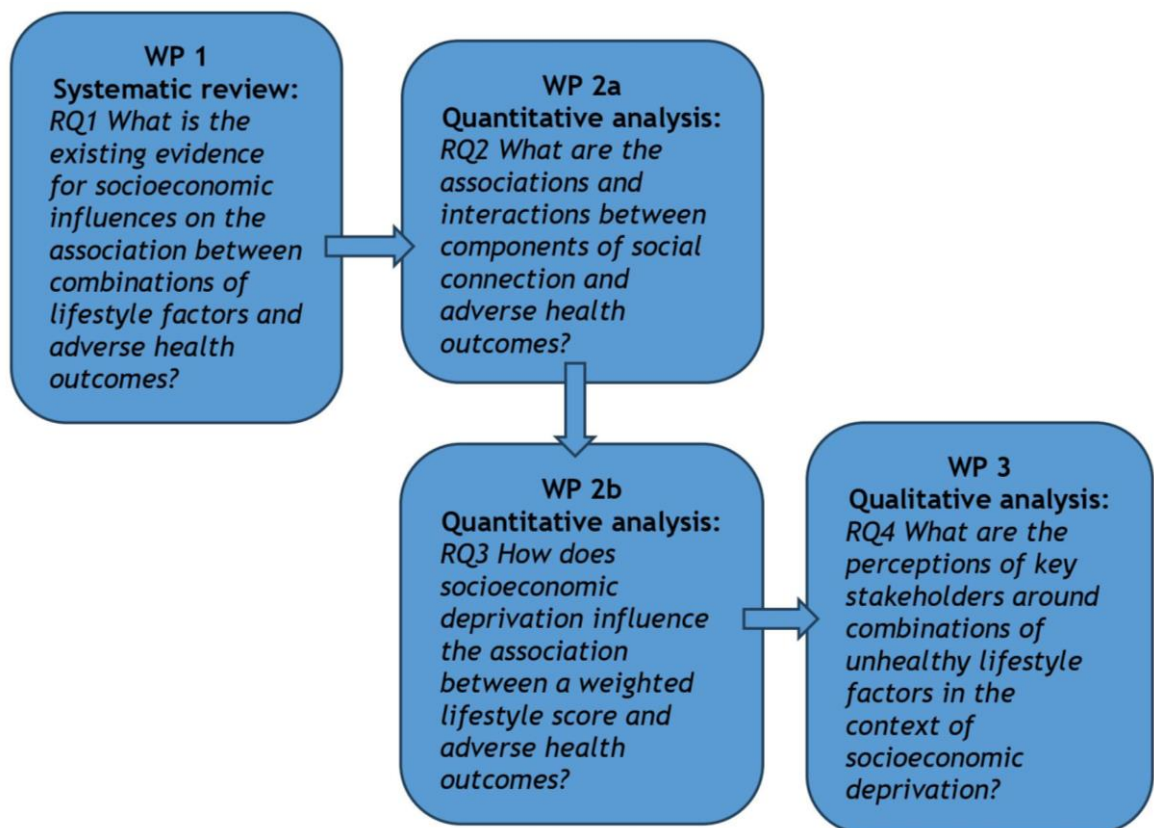 WP 1
Systematic review:
RQ1 What is the
existing evidence
for socioeconomic
influences on the
association between
combinations of
lifestyle factors and
adverse health
outcomes?
WP 2a
Quantitative analysis:
RQ2 What are the
associations and
interactions between
components of social
connection and
adverse health
outcomes?
WP 2b
Quantitative analysis:
RQ3 How does
socioeconomic
deprivation influence
the association
between a weighted
lifestyle score and
adverse health
outcomes?
WP 3
Qualitative analysis:
RQ4 What are the
perceptions of key
stakeholders around
combinations of
unhealthy lifestyle
factors in the
context of
socioeconomic
deprivation?